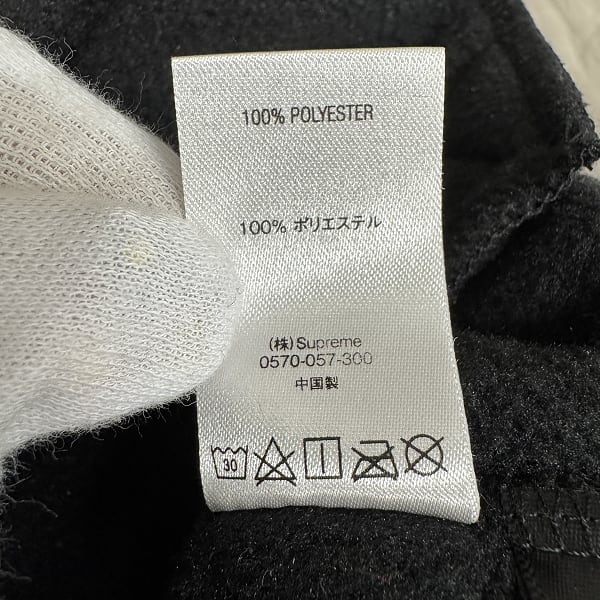 100% POLYESTER
100% ポリエステル
(株)Supreme
0570-057-300
中国製
30